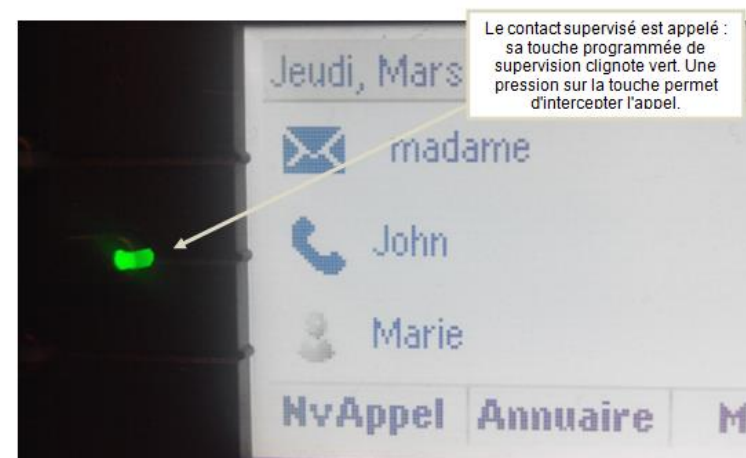 Le contact supervisé est appelé :
sa touche programmée de
supervision clignote vert. Une
pression sur la touche permet
d'intercepter l'appel.
Jeudi, Mars
madame
John
Marie
NvAppel Annuaire M